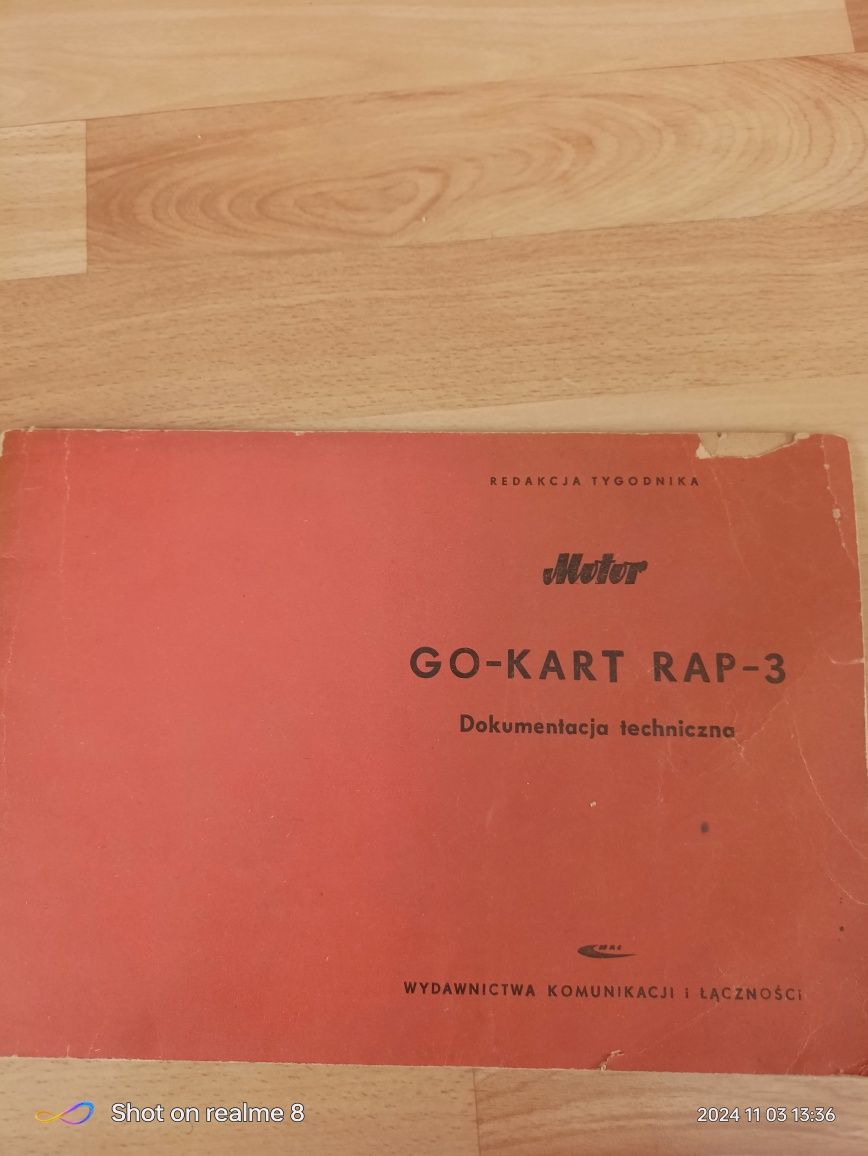 REDAKCJA TYGODNIKA
Motor
GO-KART RAP-3
Dokumentacja techniczna
WYDAWNICTWA KOMUNIKACJI i ŁĄCZNOŚCI
Shot on realme 8
2024 11 03 13:36